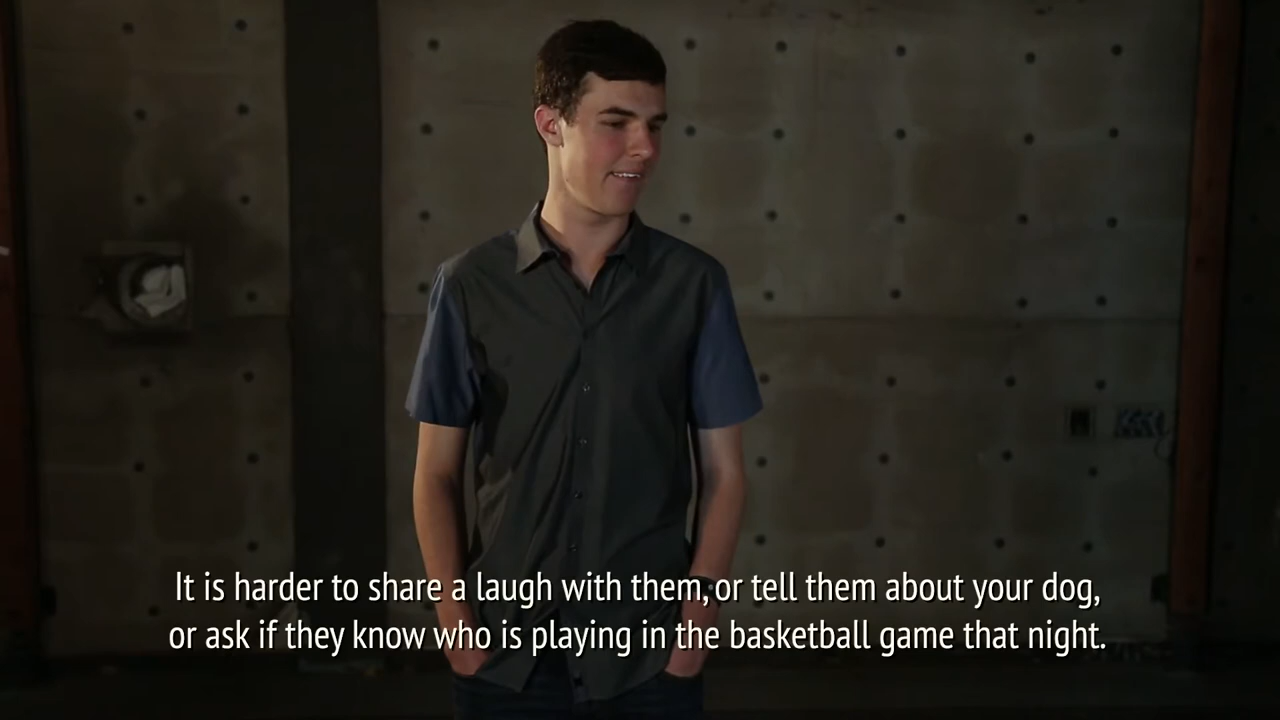 It is harder to share a laugh with them, or tell them about your dog,
or ask if they know who is playing in the basketball game that night.